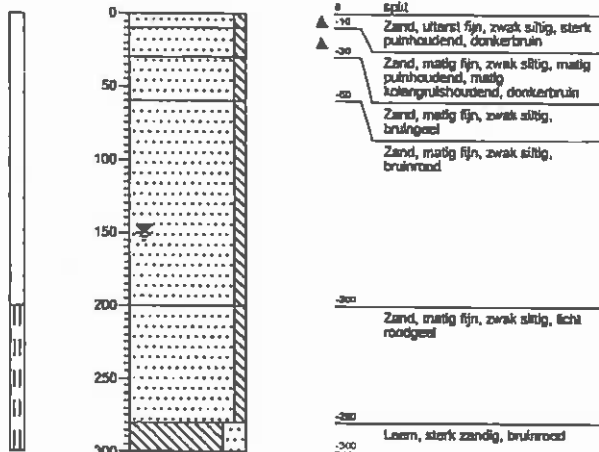 0
50
100
150
200
250
300
0
split
-10
Zand, uiterst fijn, zwak siltig, sterk
puinhoudend, donkerbruin
-30
Zand, matig fijn, zwak siltig, matig
puinhoudend, matig
kolengruishoudend, donkerbruin
-60
Zand, matig fijn, zwak siltig,
bruingeel
Zand, matig fijn, zwak siltig,
bruinrood
-200
Zand, matig fijn, zwak siltig, licht
roodgeel
-280
Leem, sterk zandig, bruinrood
-300